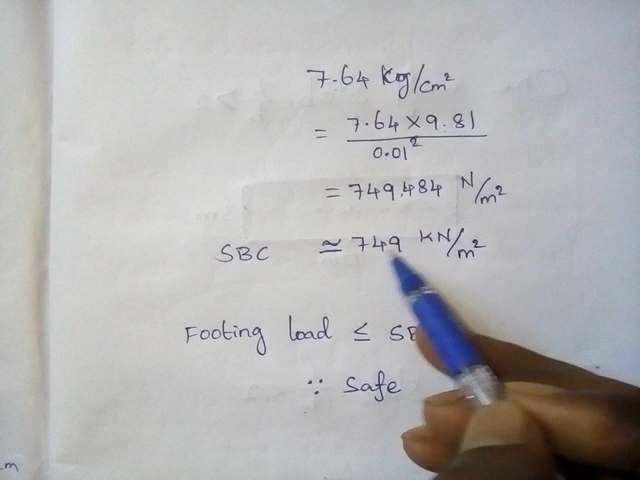 7.64 Kg/cm²
= 7.64 × 9.81 / 0.01²
= 749.484 N/m²
SBC ≃ 749 KN/m²
Footing load ≤
∵ Safe
m